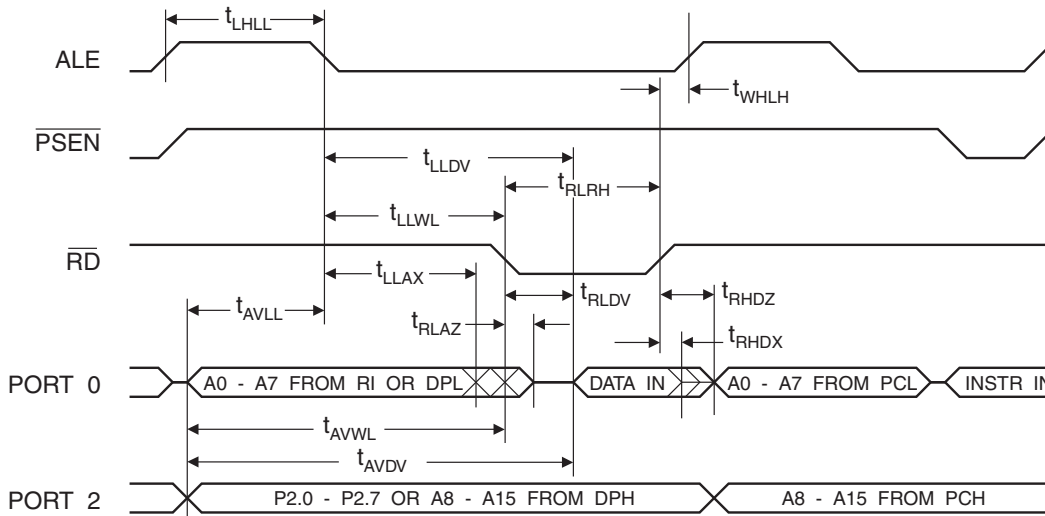 tLHLL
ALE
tWHLH
PSEN
tLLDV
tRLRH
tLLWL
RD
tLLAX
tRLDV
tRHDZ
tAVLL
tRLAZ
tRHDX
PORT 0
A0 - A7 FROM RI OR DPL
DATA IN
A0 - A7 FROM PCL
INSTR IN
tAVWL
tAVDV
PORT 2
P2.0 - P2.7 OR A8 - A15 FROM DPH
A8 - A15 FROM PCH